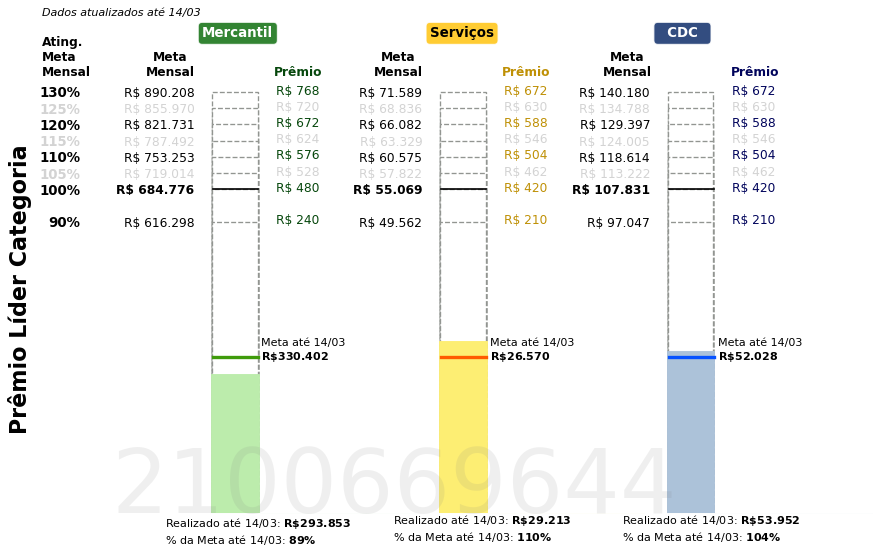 Dados atualizados até 14/03
Mercantil Serviços CDC
Ating. Meta Mensal Meta Mensal Prêmio Meta Mensal Prêmio Meta Mensal Prêmio
130% R$ 890.208 R$ 768 R$ 71.589 R$ 672 R$ 140.180 R$ 672
125% R$ 855.970 R$ 720 R$ 68.836 R$ 630 R$ 134.788 R$ 630
120% R$ 821.731 R$ 672 R$ 66.082 R$ 588 R$ 129.397 R$ 588
115% R$ 787.492 R$ 624 R$ 63.329 R$ 546 R$ 124.005 R$ 546
110% R$ 753.253 R$ 576 R$ 60.575 R$ 504 R$ 118.614 R$ 504
105% R$ 719.014 R$ 528 R$ 57.822 R$ 462 R$ 113.222 R$ 462
100% R$ 684.776 R$ 480 R$ 55.069 R$ 420 R$ 107.831 R$ 420
90% R$ 616.298 R$ 240 R$ 49.562 R$ 210 R$ 97.047 R$ 210
Prêmio Líder Categoria
Meta até 14/03 Meta até 14/03 Meta até 14/03
R$330.402 R$26.570 R$52.028
2100669644
Realizado até 14/03: R$293.853 Realizado até 14/03: R$29.213 Realizado até 14/03: R$53.952
% da Meta até 14/03: 89% % da Meta até 14/03: 110% % da Meta até 14/03: 104%